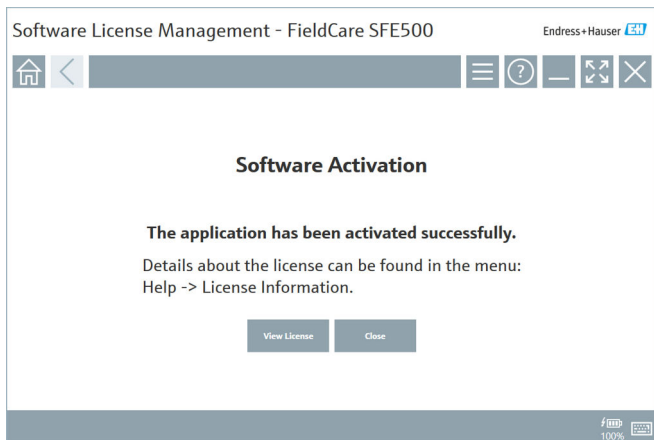 Software License Management - FieldCare SFE500
Endress+Hauser EH
?
Software Activation
The application has been activated successfully.
Details about the license can be found in the menu:
Help -> License Information.
View License
Close
100%